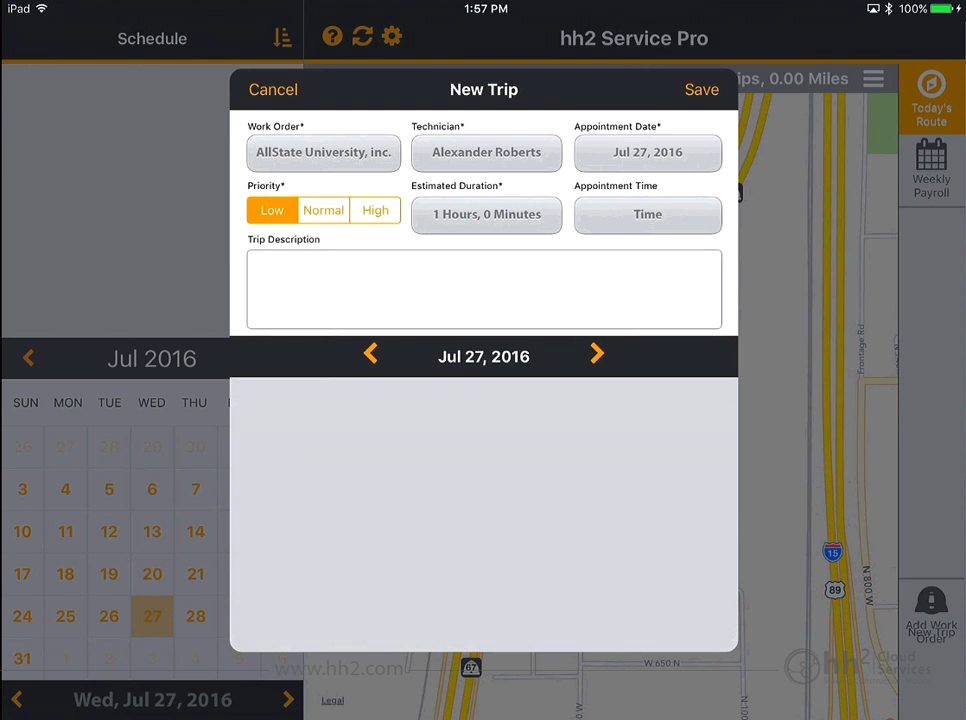 iPad
1:57 PM
100%
Schedule
hh2 Service Pro
ips, 0.00 Miles
Cancel
New Trip
Save
Today's
Route
Work Order*
Technician*
Appointment Date*
AllState University, inc.
Alexander Roberts
Jul 27, 2016
Weekly
Payroll
Priority*
Estimated Duration*
Appointment Time
Low
Normal
High
1 Hours, 0 Minutes
Time
Trip Description
Frontage Rd
Jul 2016
Jul 27, 2016
SUN MON TUE WED THU
26 27 28 29 30
3 4 5 6 7
10 11 12 13 14
17 18 19 20 21
24 25 26 27 28
31 1 2 3 4 5
15
89
N 800 W
Add Work
Order
New Trip
www.hh2.com
67
W 650 N
hh2 Cloud
Services
Wed, Jul 27, 2016
Legal
N 100